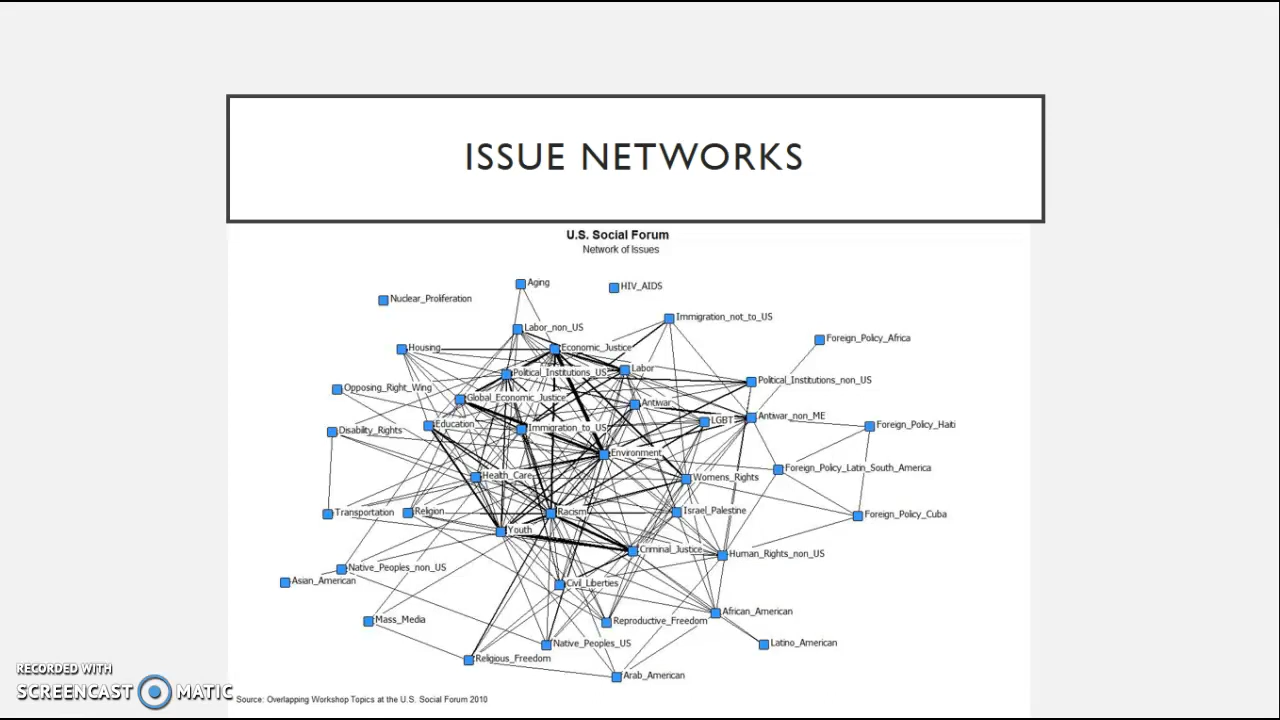 ISSUE NETWORKS
U.S. Social Forum
Network of Issues
Aging
HIV_AIDS
Nuclear_Proliferation
Immigration_not_to_US
Labor_non_US
Foreign_Policy_Africa
Housing
Economic_Justice
Political_Institutions_US
Labor
Political_Institutions_non_US
Opposing_Right_Wing
Global_Economic_Justice
Antiwar
Antiwar_non_ME
LGBT
Education
Immigration_to_US
Foreign_Policy_Haiti
Disability_Rights
Environment
Foreign_Policy_Latin_South_America
Health_Care
Womens_Rights
Transportation
Religion
Racism
Israel_Palestine
Foreign_Policy_Cuba
Youth
Criminal_Justice
Human_Rights_non_US
Native_Peoples_non_US
Asian_American
Civil_Liberties
African_American
Mass_Media
Reproductive_Freedom
Native_Peoples_US
Latino_American
Religious_Freedom
Arab_American
Source: Overlapping Workshop Topics at the U.S. Social Forum 2010
RECORDED WITH
SCREENCAST MATIC